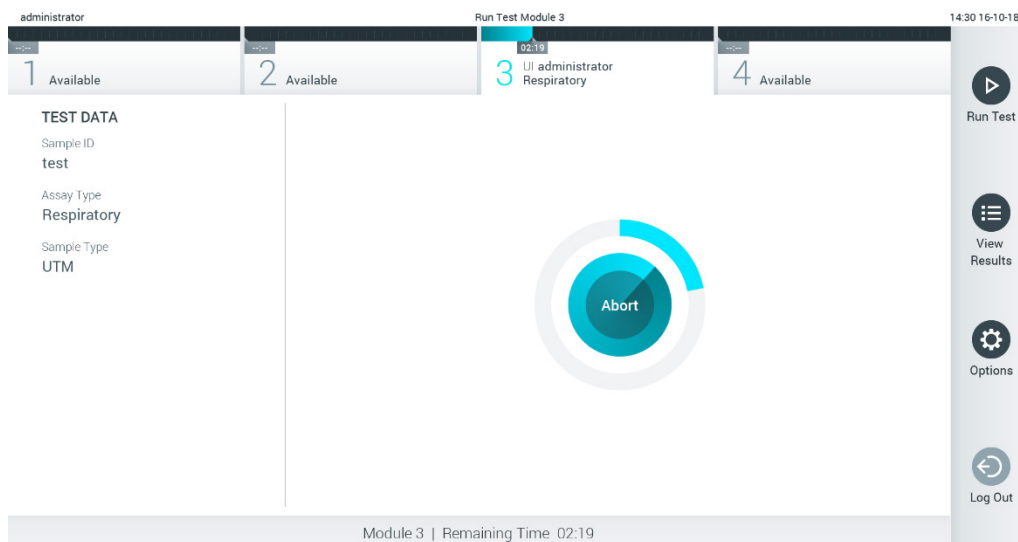 administrator
Run Test Module 3
14:30 16-10-18
--:--
--:--
02:19
--:--
1 Available
2 Available
3 UI administrator
Respiratory
4 Available
TEST DATA
Sample ID
test
Assay Type
Respiratory
Sample Type
UTM
Abort
Run Test
View
Results
Options
Log Out
Module 3 | Remaining Time 02:19